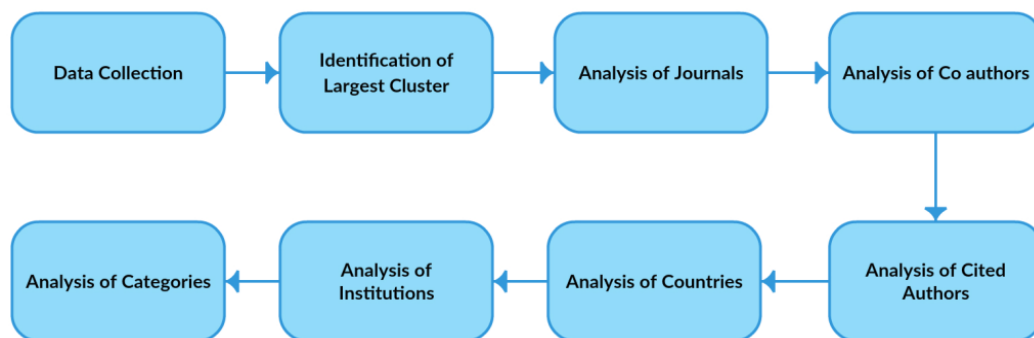 Data Collection
Identification of
Largest Cluster
Analysis of Journals
Analysis of Co authors
Analysis of Cited
Authors
Analysis of Countries
Analysis of
Institutions
Analysis of Categories